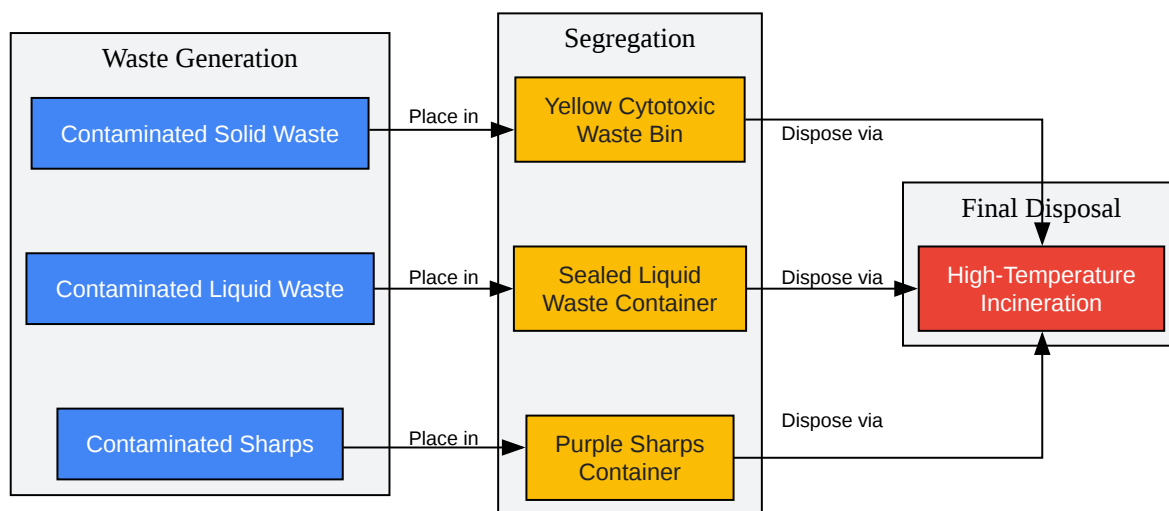 Waste Generation
Contaminated Solid Waste
Contaminated Liquid Waste
Contaminated Sharps
Place in
Place in
Place in
Segregation
Yellow Cytotoxic
Waste Bin
Sealed Liquid
Waste Container
Purple Sharps
Container
Dispose via
Dispose via
Dispose via
Final Disposal
High-Temperature
Incineration